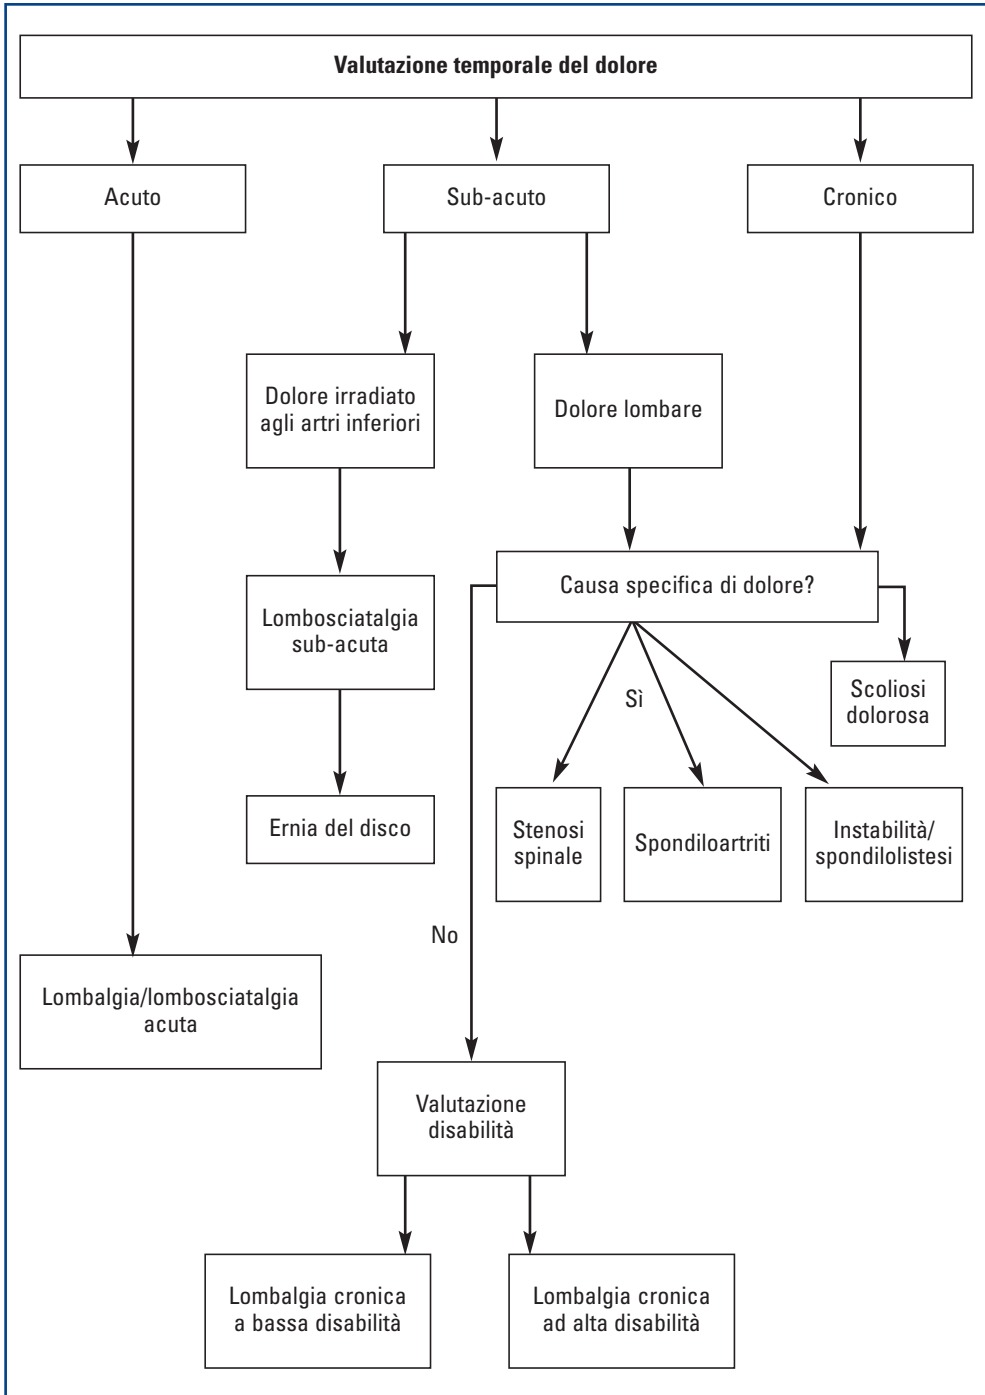 Valutazione temporale del dolore
Acuto
Sub-acuto
Cronico
Dolore irradiato
agli artri inferiori
Dolore lombare
Causa specifica di dolore?
Lombosciatalgia
sub-acuta
Sì
Scoliosi
dolorosa
Ernia del disco
Stenosi
spinale
Spondiloartriti
Instabilità/
spondilolistesi
No
Lombalgia/lombosciatalgia
acuta
Valutazione
disabilità
Lombalgia cronica
a bassa disabilità
Lombalgia cronica
ad alta disabilità